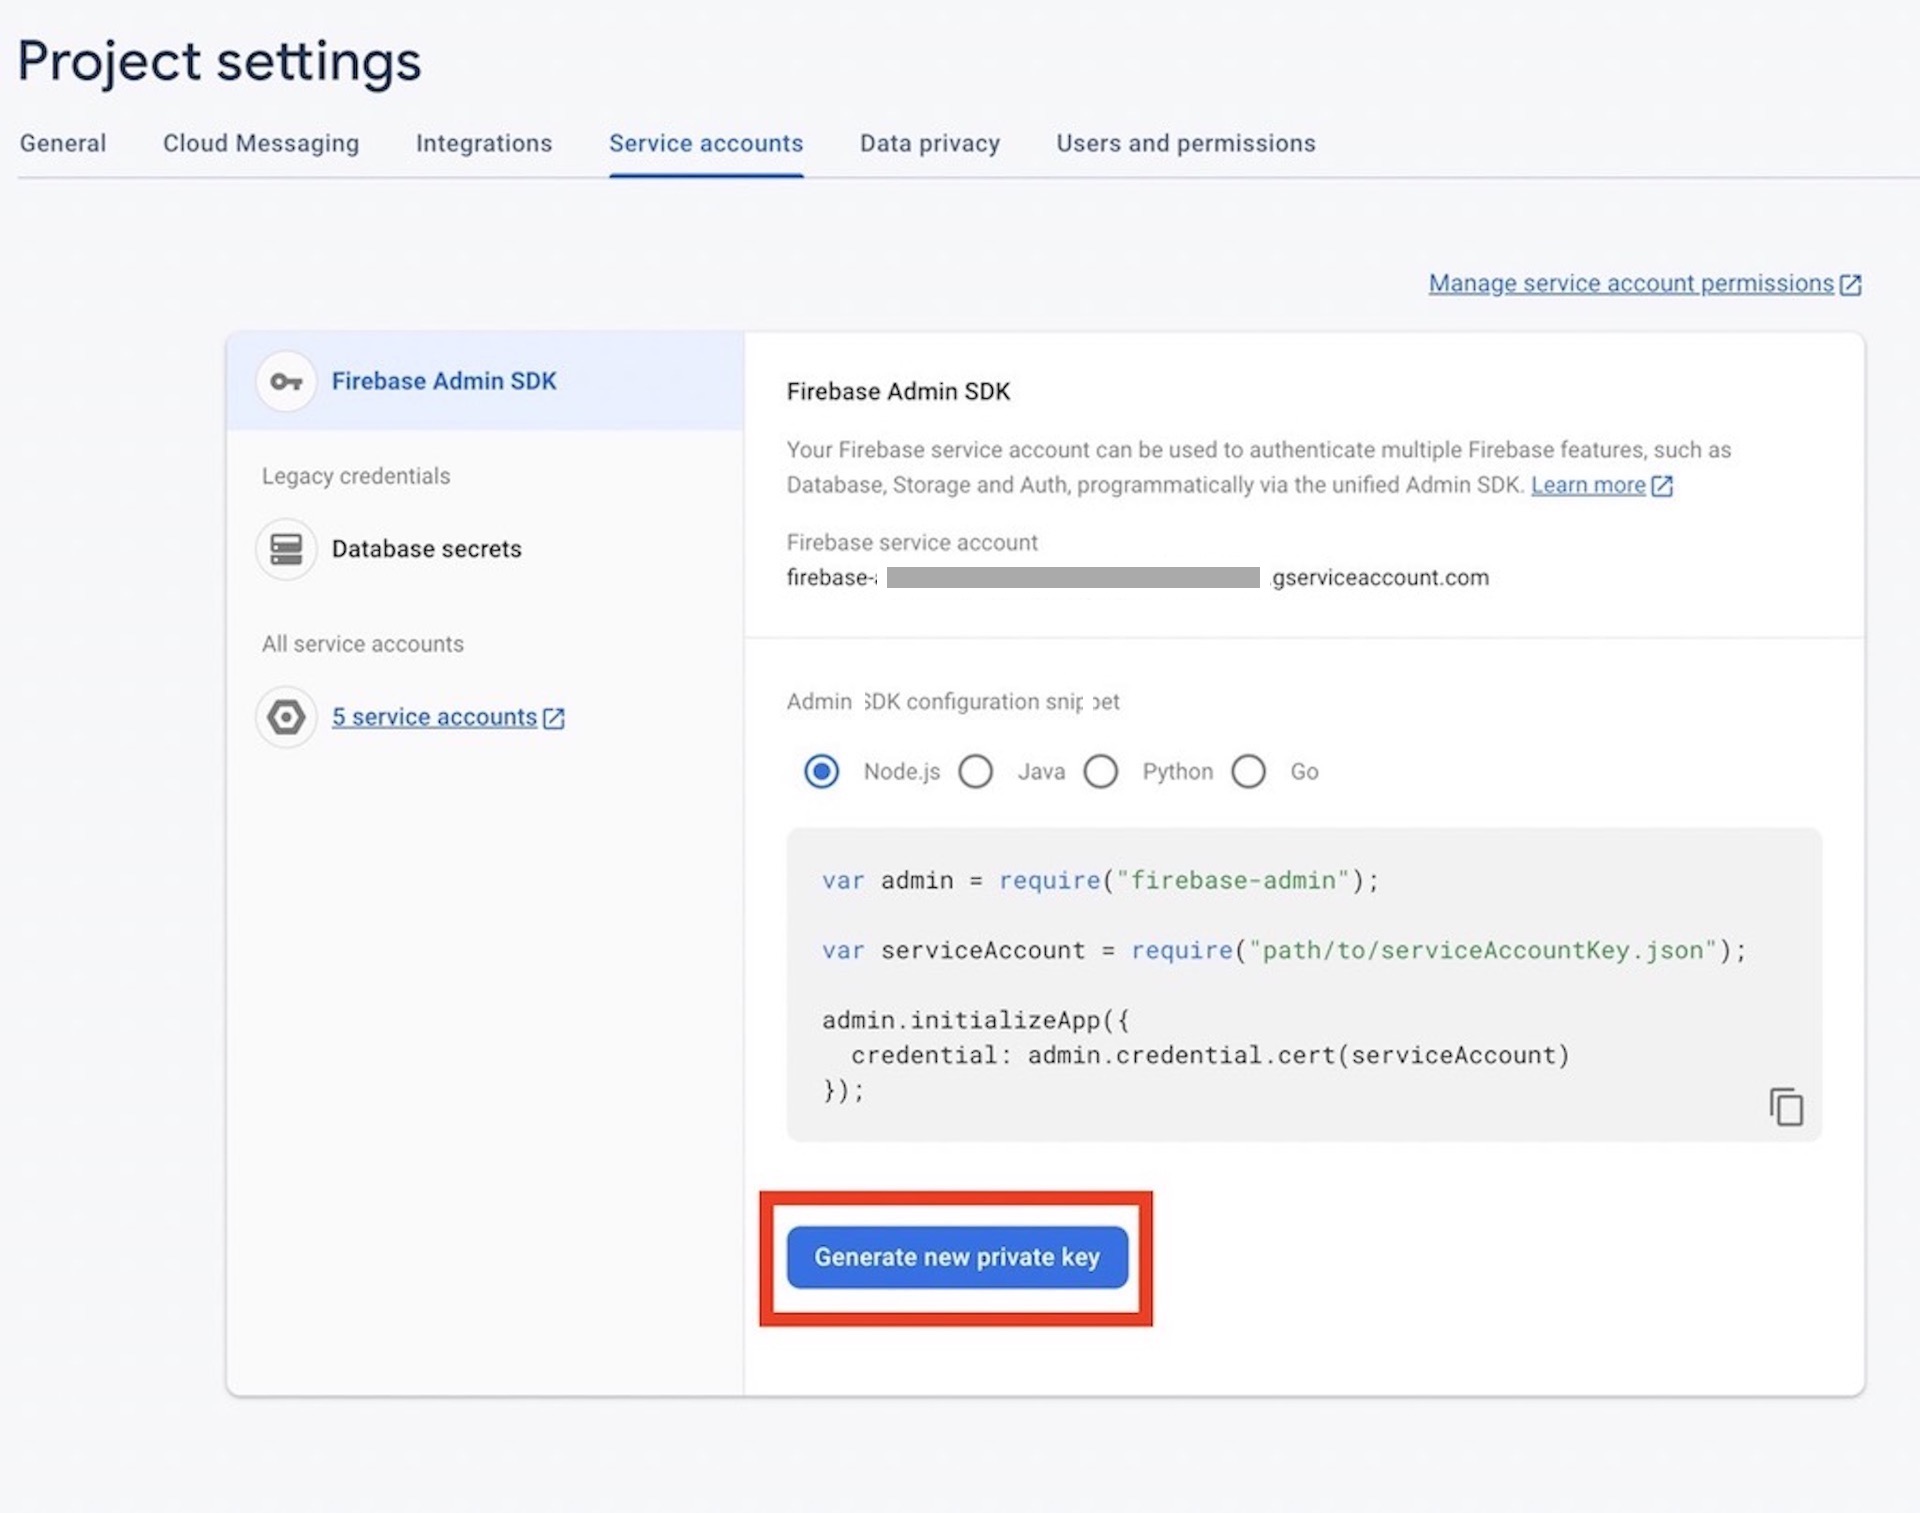 Project settings
General Cloud Messaging Integrations Service accounts Data privacy Users and permissions
Manage service account permissions
Firebase Admin SDK
Legacy credentials
Database secrets
All service accounts
5 service accounts
Firebase Admin SDK
Your Firebase service account can be used to authenticate multiple Firebase features, such as
Database, Storage and Auth, programmatically via the unified Admin SDK. Learn more
Firebase service account
firebase- .gserviceaccount.com
Admin SDK configuration snippet
Node.js Java Python Go
var admin = require("firebase-admin");
var serviceAccount = require("path/to/serviceAccountKey.json");
admin.initializeApp({
  credential: admin.credential.cert(serviceAccount)
});
Generate new private key